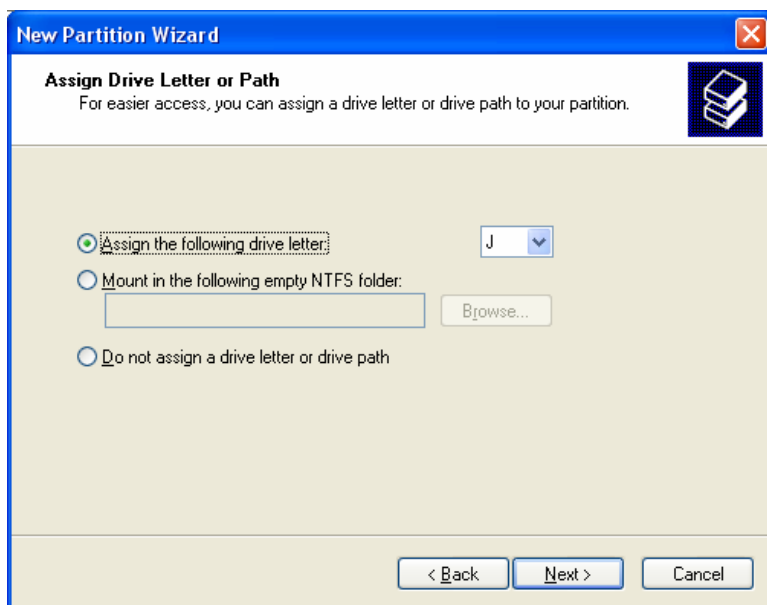 New Partition Wizard
Assign Drive Letter or Path
For easier access, you can assign a drive letter or drive path to your partition.
Assign the following drive letter: J
Mount in the following empty NTFS folder:
Browse...
Do not assign a drive letter or drive path
< Back Next > Cancel